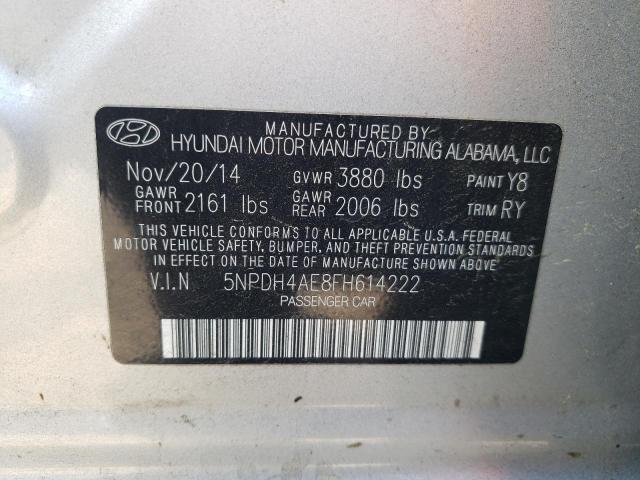 MANUFACTURED BY
HYUNDAI MOTOR MANUFACTURING ALABAMA, LLC
Nov/20/14 GVWR 3880 lbs PAINT Y8
GAWR FRONT 2161 lbs GAWR REAR 2006 lbs TRIM RY
THIS VEHICLE CONFORMS TO ALL APPLICABLE U.S.A. FEDERAL
MOTOR VEHICLE SAFETY, BUMPER, AND THEFT PREVENTION STANDARDS
IN EFFECT ON THE DATE OF MANUFACTURE SHOWN ABOVE.
V.I.N 5NPDH4AE8FH614222
PASSENGER CAR